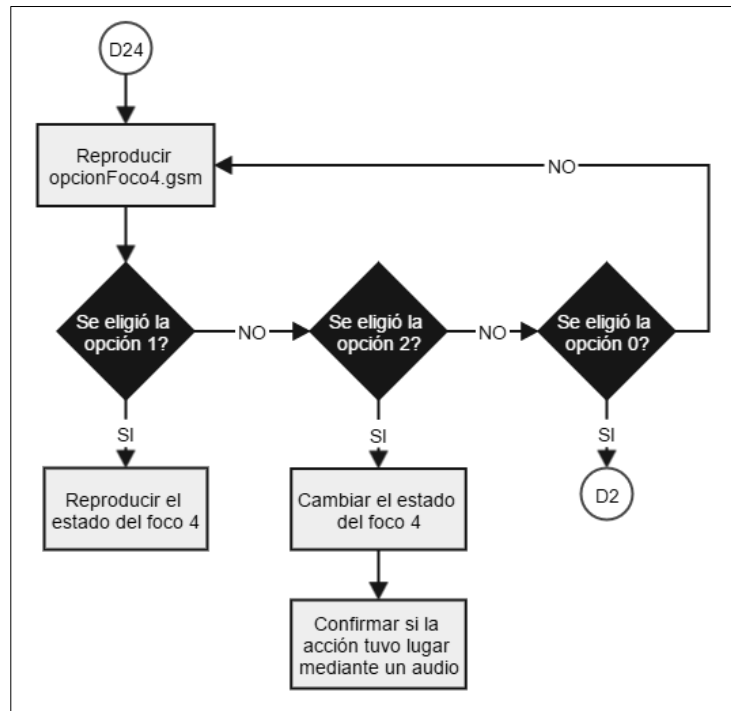 D24
Reproducir
opcionFoco4.gsm
NO
Se eligió la
opción 1?
NO
Se eligió la
opción 2?
NO
Se eligió la
opción 0?
SI
SI
SI
Reproducir el
estado del foco 4
Cambiar el estado
del foco 4
D2
Confirmar si la
acción tuvo lugar
mediante un audio